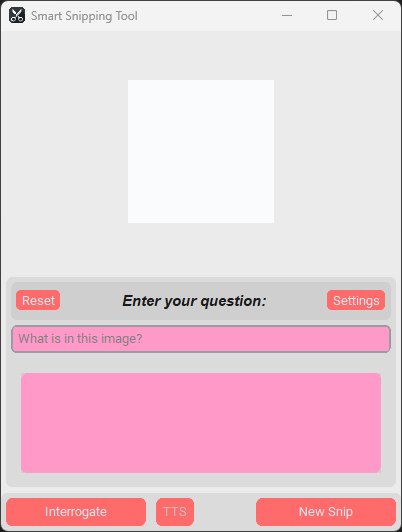 Smart Snipping Tool
Reset
Enter your question:
Settings
What is in this image?
Interrogate
TTS
New Snip